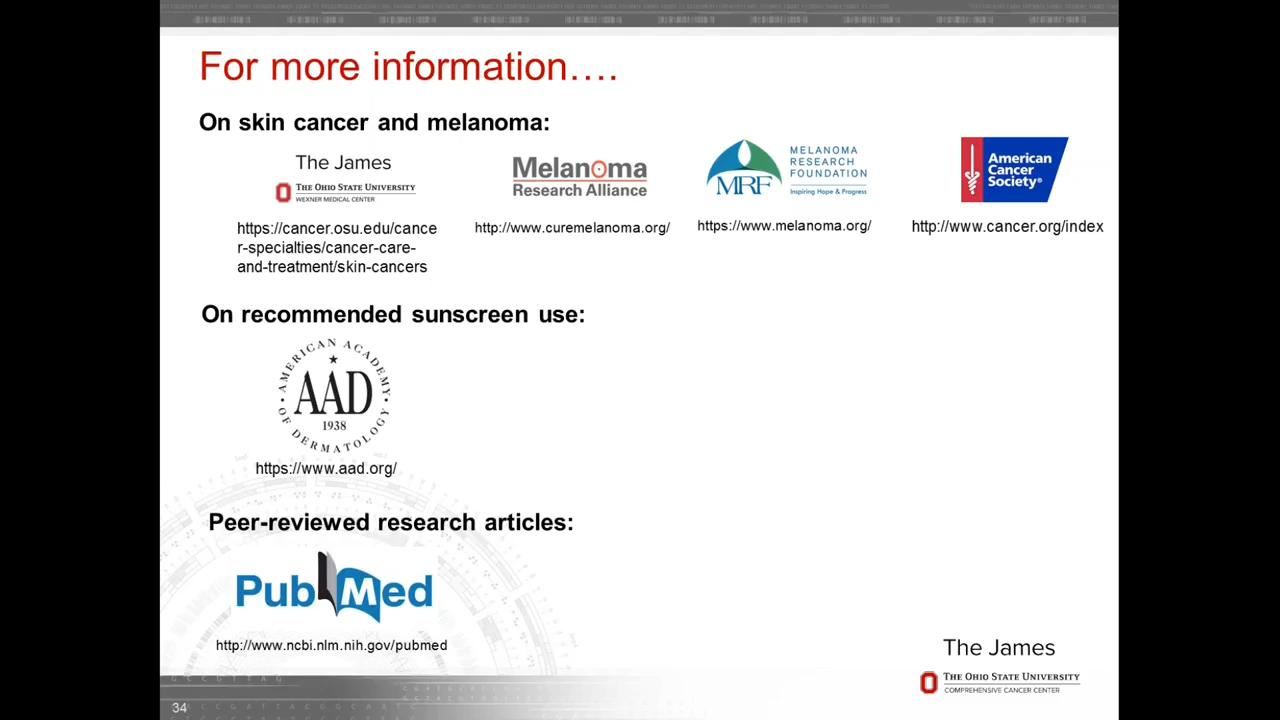 For more information….
On skin cancer and melanoma:
The James
THE OHIO STATE UNIVERSITY
WEXNER MEDICAL CENTER
https://cancer.osu.edu/cance
r-specialties/cancer-care-
and-treatment/skin-cancers
Melanoma
Research Alliance
http://www.curemelanoma.org/
MRF
MELANOMA
RESEARCH
FOUNDATION
Inspiring Hope & Progress
https://www.melanoma.org/
American
Cancer
Society®
http://www.cancer.org/index
On recommended sunscreen use:
AMERICAN ACADEMY
OF DERMATOLOGY
AAD
1938
https://www.aad.org/
Peer-reviewed research articles:
PubMed
http://www.ncbi.nlm.nih.gov/pubmed
The James
THE OHIO STATE UNIVERSITY
COMPREHENSIVE CANCER CENTER
34